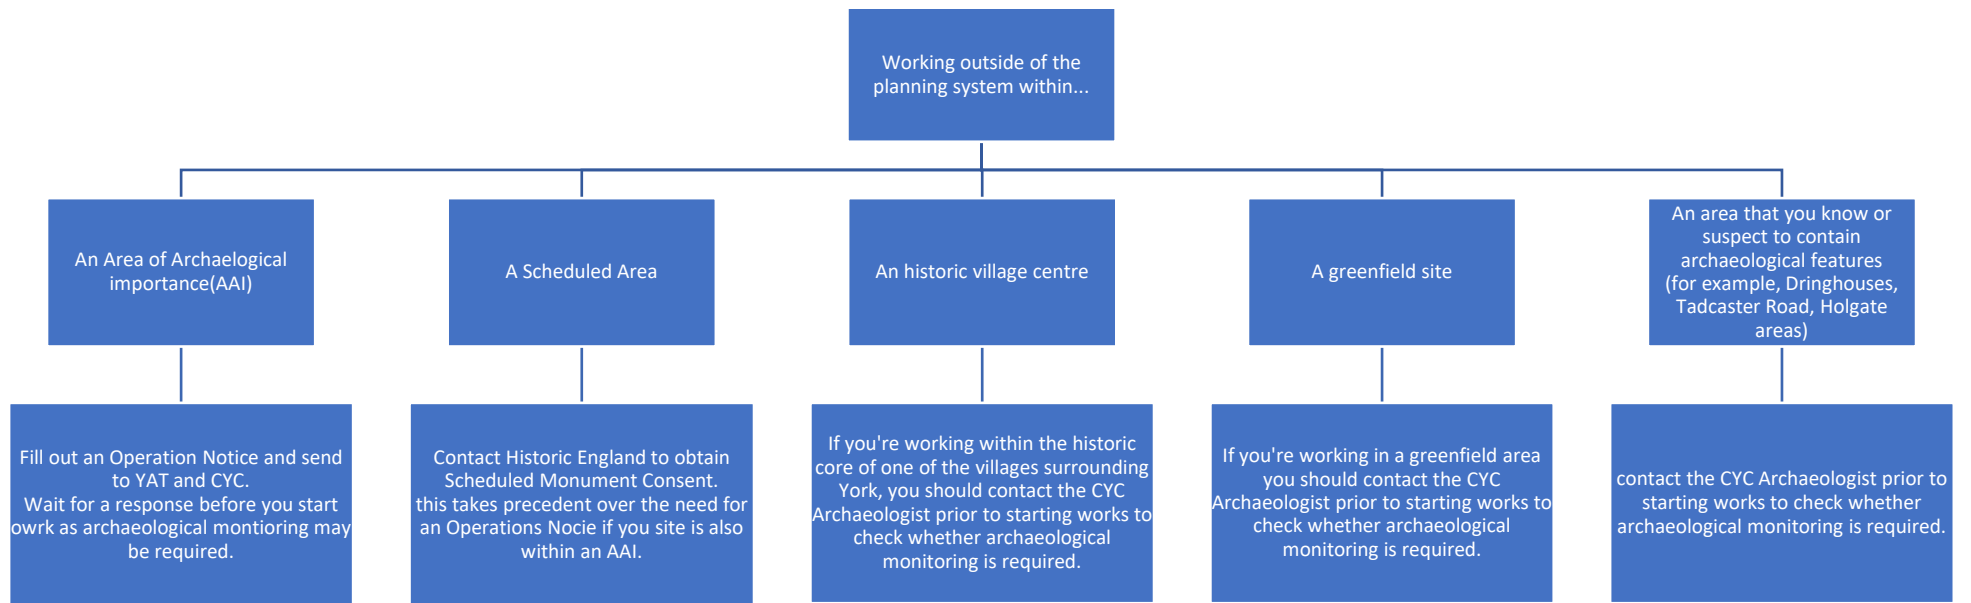 Working outside of the
planning system within...
An Area of Archaelogical
importance(AAI)
A Scheduled Area
An historic village centre
A greenfield site
An area that you know or
suspect to contain
archaeological features
(for example, Dringhouses,
Tadcaster Road, Holgate
areas)
Fill out an Operation Notice and send
to YAT and CYC.
Wait for a response before you start
owrk as archaeological montioring may
be required.
Contact Historic England to obtain
Scheduled Monument Consent.
this takes precedent over the need for
an Operations Nocie if you site is also
within an AAI.
If you're working within the historic
core of one of the villages surrounding
York, you should contact the CYC
Archaeologist prior to starting works to
check whether archaeological
monitoring is required.
If you're working in a greenfield area
you should contact the CYC
Archaeologist prior to starting works to
check whether archaeological
monitoring is required.
contact the CYC Archaeologist prior to
starting works to check whether
archaeological monitoring is required.